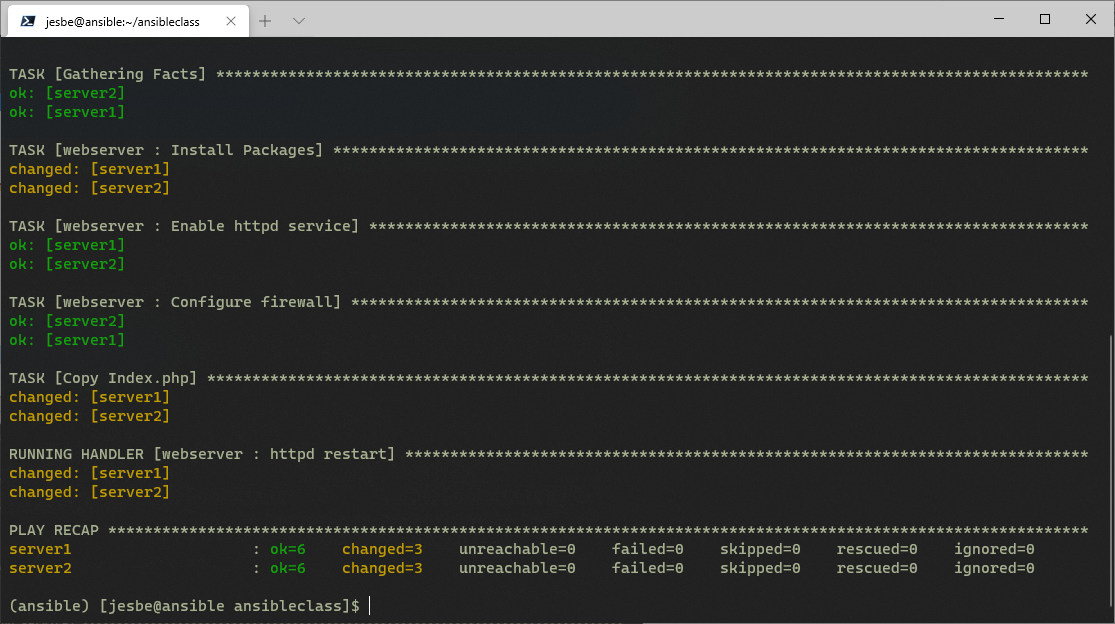 jesbe@ansible:~/ansibleclass
TASK [Gathering Facts] *************************************************************************************************
ok: [server2]
ok: [server1]
TASK [webserver : Install Packages] ************************************************************************************
changed: [server1]
changed: [server2]
TASK [webserver : Enable httpd service] ********************************************************************************
ok: [server1]
ok: [server2]
TASK [webserver : Configure firewall] **********************************************************************************
ok: [server2]
ok: [server1]
TASK [Copy Index.php] **************************************************************************************************
changed: [server1]
changed: [server2]
RUNNING HANDLER [webserver : httpd restart] ****************************************************************************
changed: [server1]
changed: [server2]
PLAY RECAP *************************************************************************************************************
server1                    : ok=6    changed=3    unreachable=0    failed=0    skipped=0    rescued=0    ignored=0
server2                    : ok=6    changed=3    unreachable=0    failed=0    skipped=0    rescued=0    ignored=0
(ansible) [jesbe@ansible ansibleclass]$